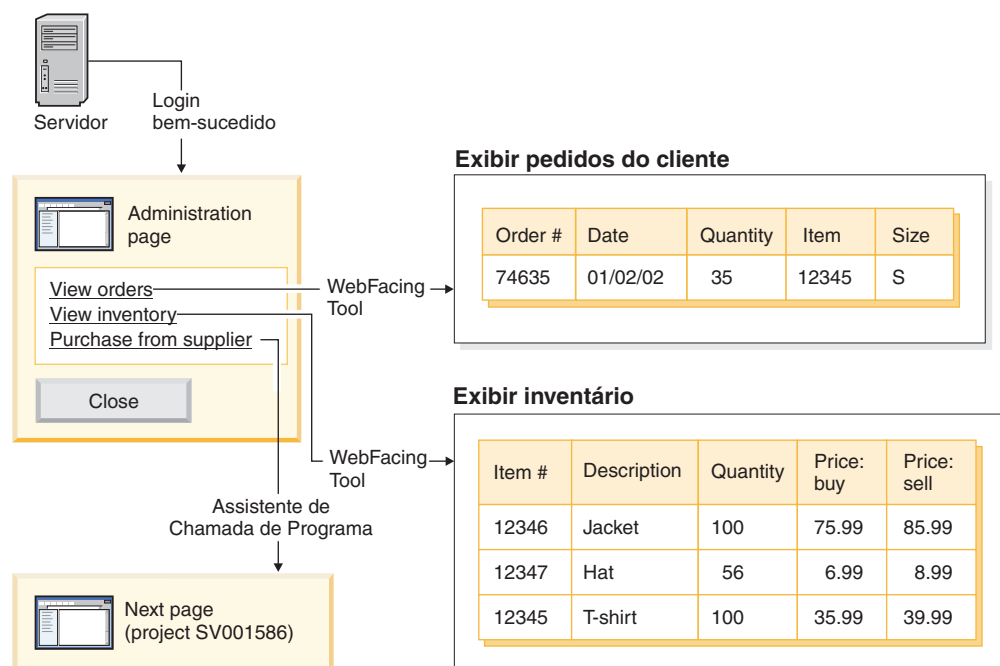 Servidor
Login
bem-sucedido
Administration
page
View orders
View inventory
Purchase from supplier
Close
WebFacing
Tool
Exibir pedidos do cliente
Order # Date Quantity Item Size
74635 01/02/02 35 12345 S
WebFacing
Tool
Exibir inventário
Item # Description Quantity Price: buy Price: sell
12346 Jacket 100 75.99 85.99
12347 Hat 56 6.99 8.99
12345 T-shirt 100 35.99 39.99
Assistente de
Chamada de Programa
Next page
(project SV001586)